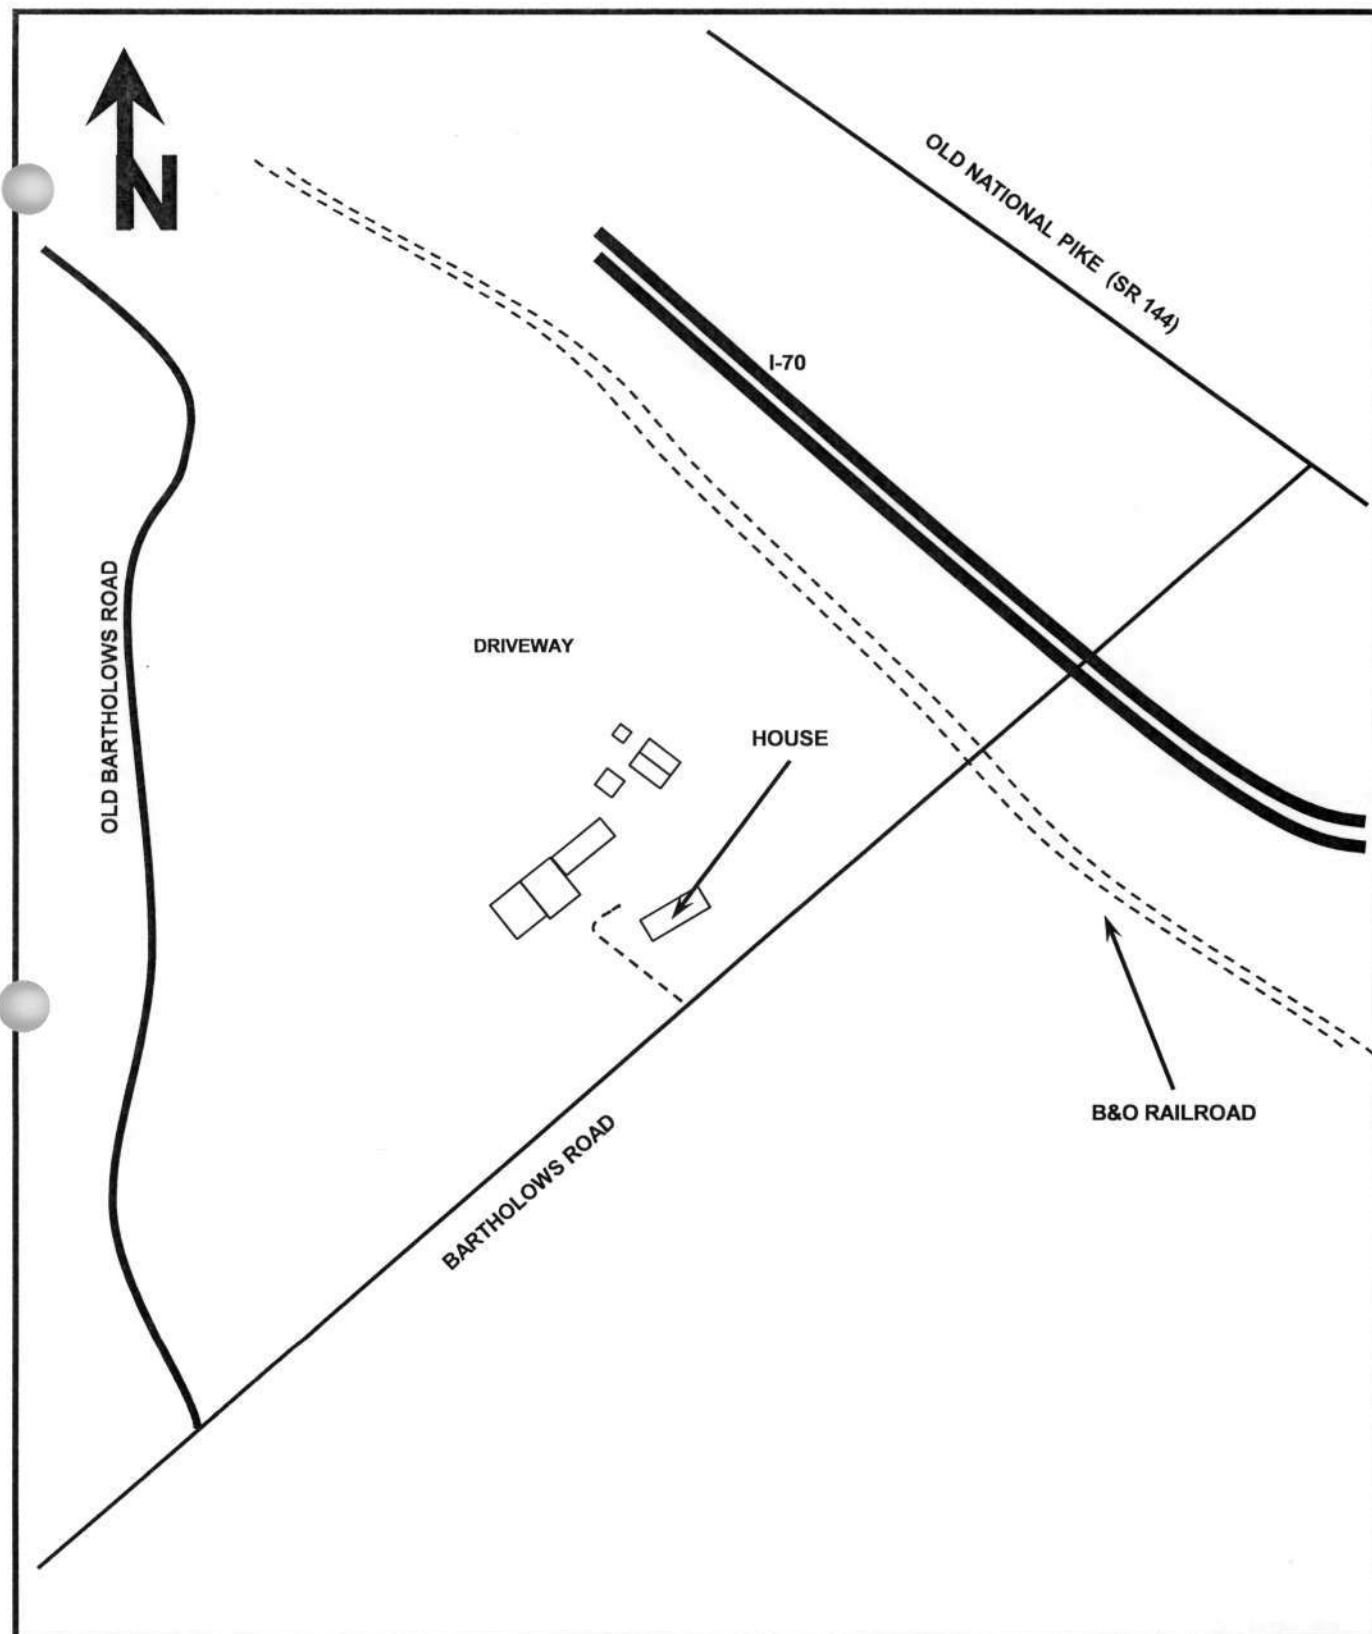 N
OLD NATIONAL PIKE (SR 144)
I-70
OLD BARTHOLOWS ROAD
DRIVEWAY
HOUSE
B&O RAILROAD
BARTHOLOWS ROAD